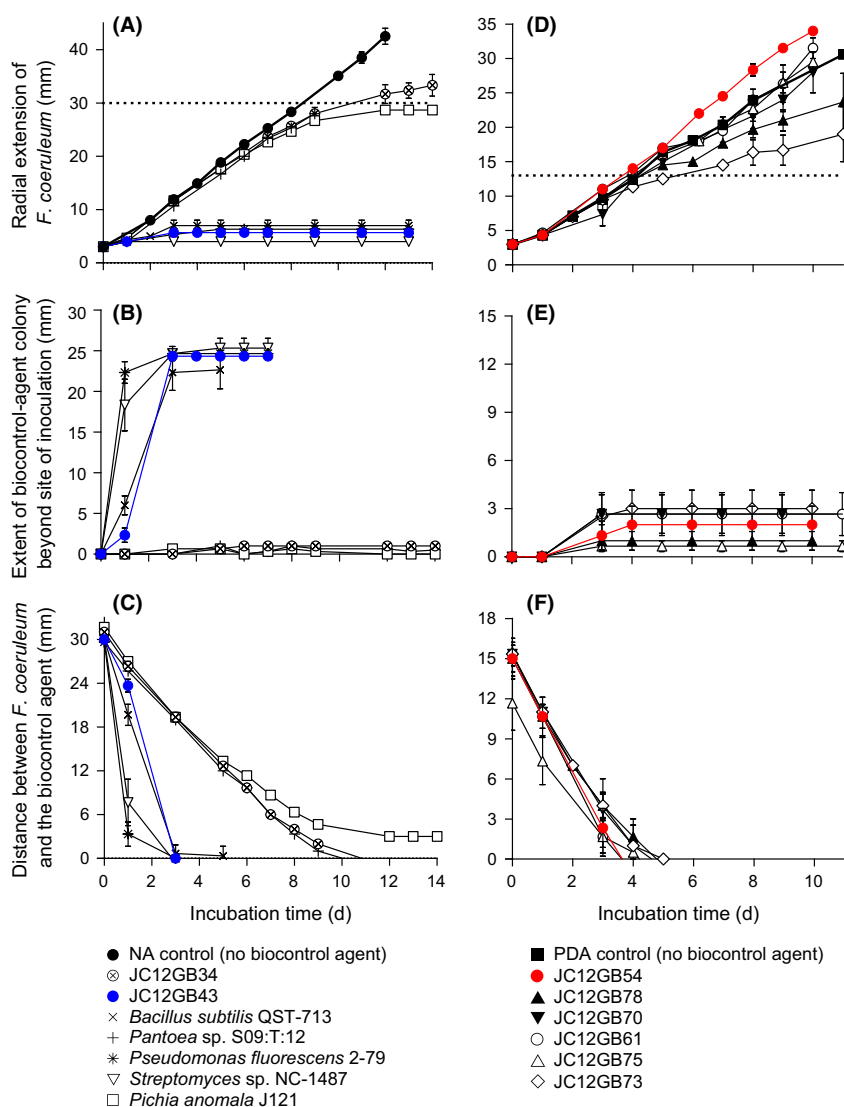 (A)
Radial extension of
F. coeruleum (mm)
40
30
20
10
0
(D)
35
30
25
20
15
10
5
0
(B)
Extent of biocontrol-agent colony
beyond site of inoculation (mm)
30
25
20
15
10
5
0
(E)
15
12
9
6
3
0
(C)
Distance between F. coeruleum
and the biocontrol agent (mm)
30
24
18
12
6
0
0 2 4 6 8 10 12 14
Incubation time (d)
(F)
18
15
12
9
6
3
0
0 2 4 6 8 10
Incubation time (d)
NA control (no biocontrol agent)
JC12GB34
JC12GB43
Bacillus subtilis QST-713
Pantoea sp. S09:T:12
Pseudomonas fluorescens 2-79
Streptomyces sp. NC-1487
Pichia anomala J121
PDA control (no biocontrol agent)
JC12GB54
JC12GB78
JC12GB70
JC12GB61
JC12GB75
JC12GB73